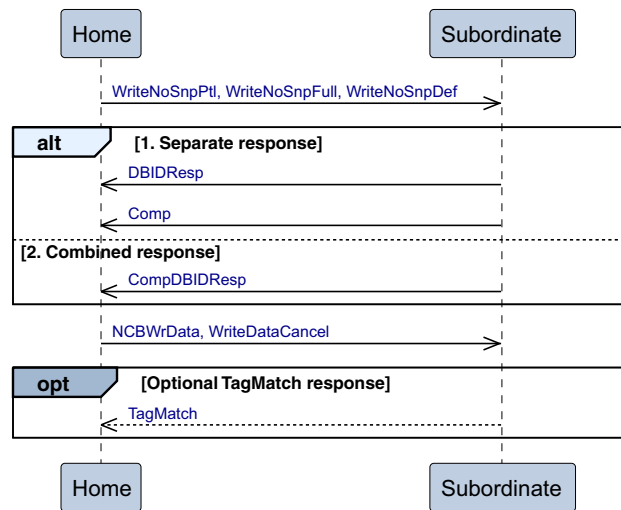 Home Subordinate
WriteNoSnpPtl, WriteNoSnpFull, WriteNoSnpDef
alt [1. Separate response]
DBIDResp
Comp
[2. Combined response]
CompDBIDResp
NCBWrData, WriteDataCancel
opt [Optional TagMatch response]
TagMatch
Home Subordinate